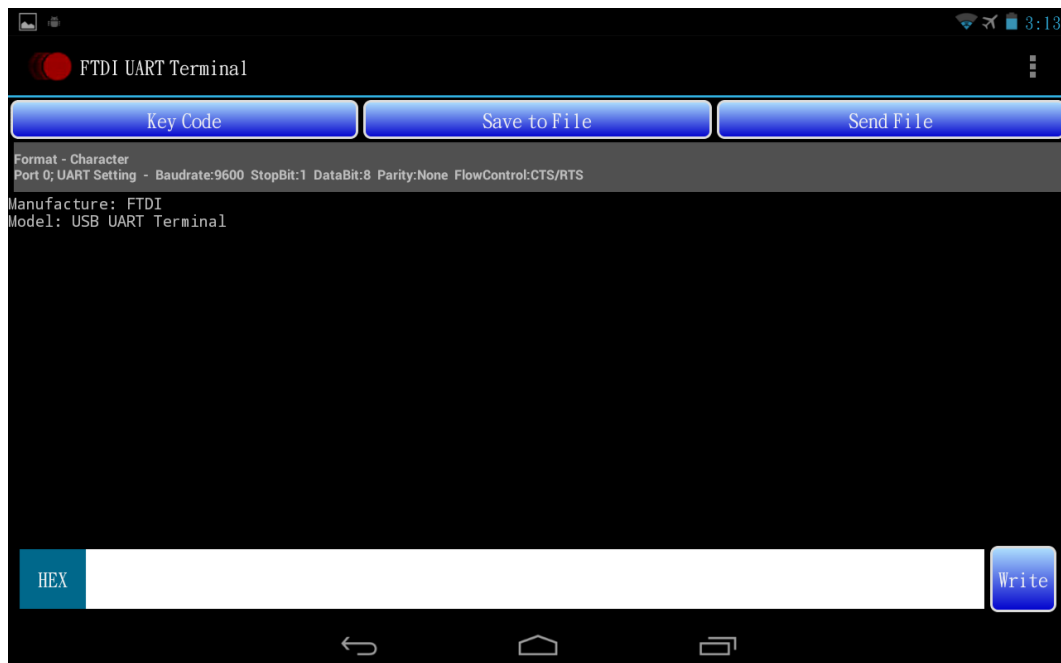 3:13
FTDI UART Terminal
Key Code Save to File Send File
Format - Character
Port 0; UART Setting - Baudrate:9600 StopBit:1 DataBit:8 Parity:None FlowControl:CTS/RTS
Manufacture: FTDI
Model: USB UART Terminal
HEX Write